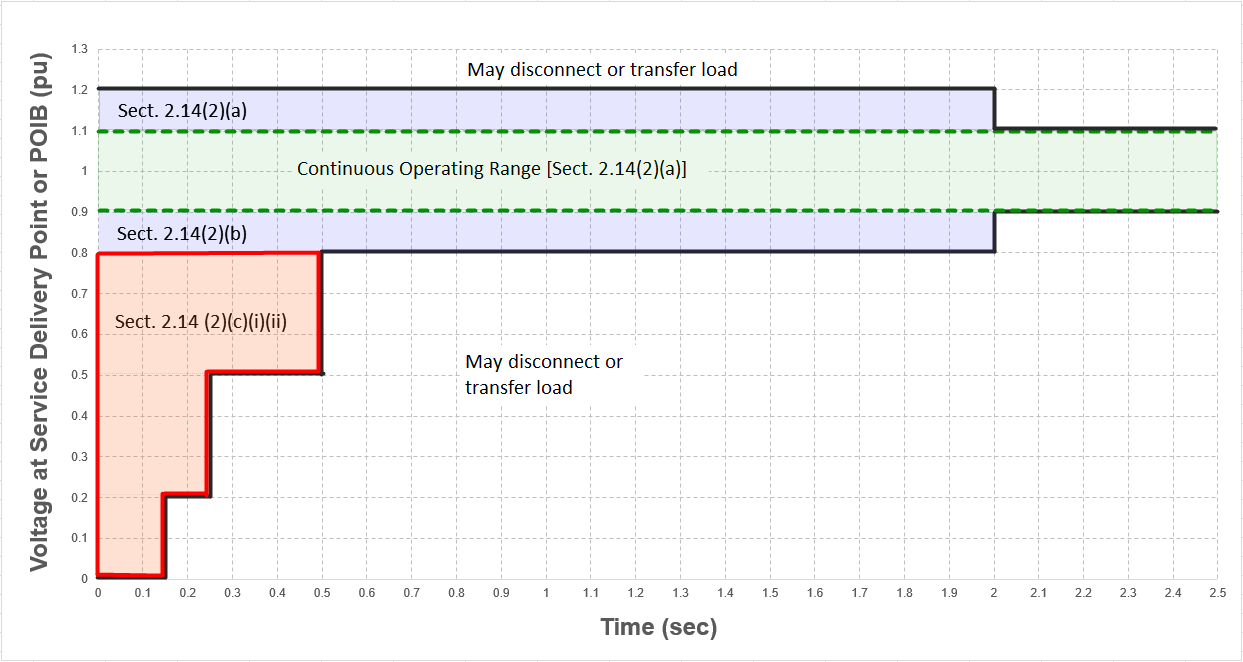 Voltage at Service Delivery Point or POIB (pu)
1.3
1.2
1.1
1
0.9
0.8
0.7
0.6
0.5
0.4
0.3
0.2
0.1
0
May disconnect or transfer load
Sect. 2.14(2)(a)
Continuous Operating Range [Sect. 2.14(2)(a)]
Sect. 2.14(2)(b)
Sect. 2.14 (2)(c)(i)(ii)
May disconnect or
transfer load
0 0.1 0.2 0.3 0.4 0.5 0.6 0.7 0.8 0.9 1 1.1 1.2 1.3 1.4 1.5 1.6 1.7 1.8 1.9 2 2.1 2.2 2.3 2.4 2.5
Time (sec)